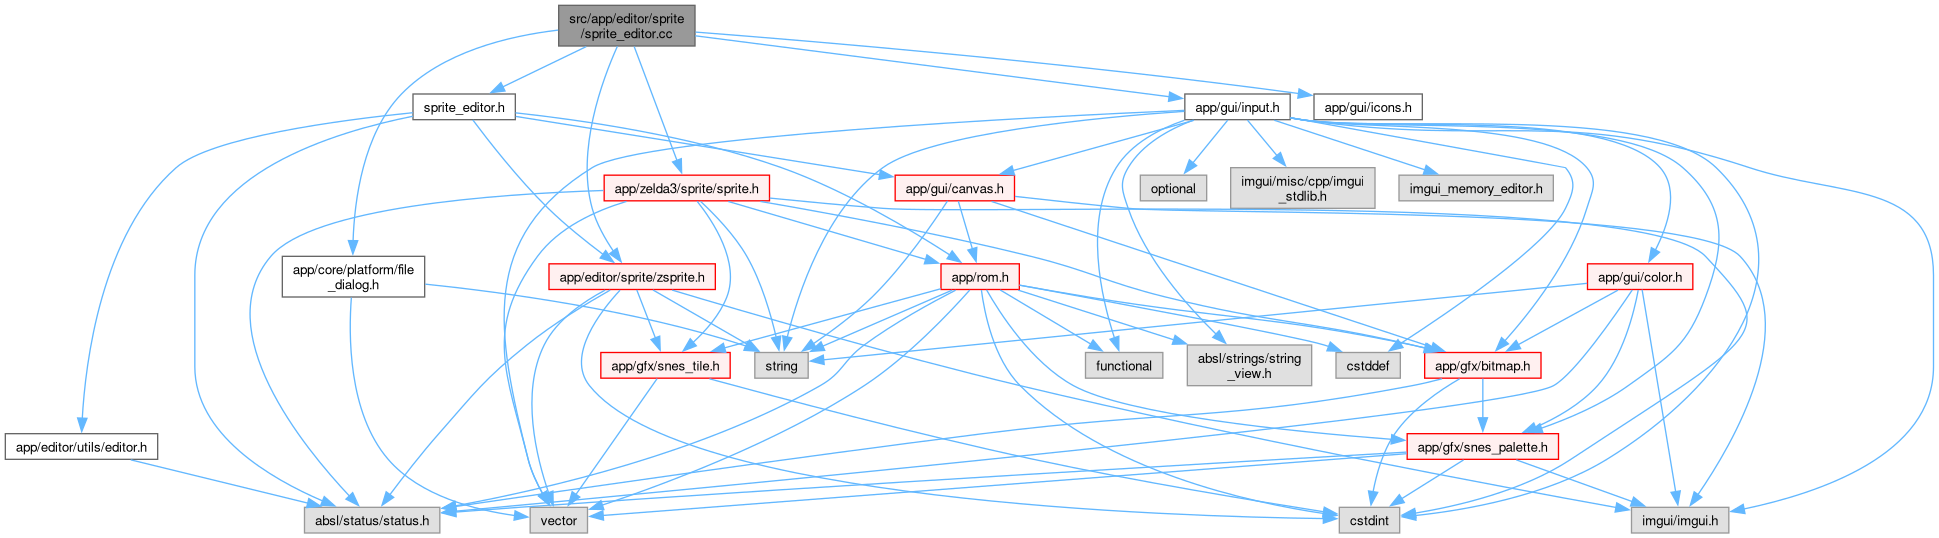 src/app/editor/sprite
/sprite_editor.cc
sprite_editor.h
app/gui/input.h
app/gui/icons.h
app/zelda3/sprite/sprite.h
app/gui/canvas.h
optional
imgui/misc/cpp/imgui
_stdlib.h
imgui_memory_editor.h
app/core/platform/file
_dialog.h
app/editor/sprite/zsprite.h
app/rom.h
app/gui/color.h
app/gfx/snes_tile.h
string
functional
absl/strings/string
_view.h
cstddef
app/gfx/bitmap.h
app/editor/utils/editor.h
app/gfx/snes_palette.h
absl/status/status.h
vector
cstdint
imgui/imgui.h